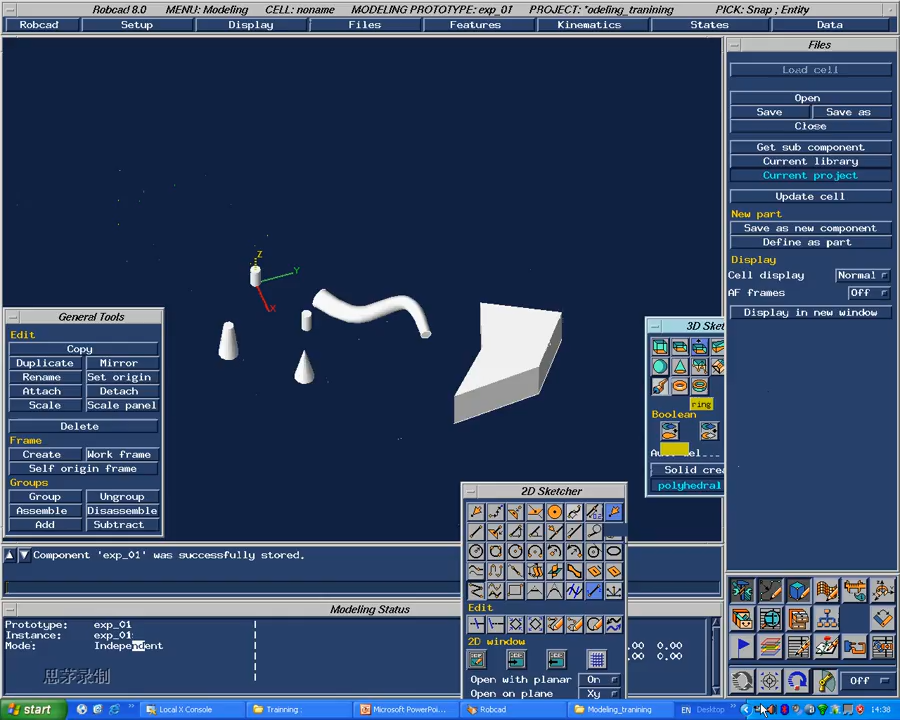 Robcad 8.0 MENU: Modeling CELL: noname MODELING PROTOTYPE: exp_01 PROJECT: *odeling_tranining PICK: Snap ; Entity
Robcad Setup Display Files Features Kinematics States Data
Files
Load cell
Open
Save Save as
Close
Get sub component
Current library
Current project
Update cell
New part
Save as new component
Define as part
Display
Cell display Normal
AF frames Off
Display in new window
Z
Y
X
General Tools
Edit
Copy
Duplicate Mirror
Rename Set origin
Attach Detach
Scale Scale panel
Delete
Frame
Create Work frame
Self origin frame
Groups
Group Ungroup
Assemble Disassemble
Add Subtract
3D Sket
ring
Boolean
Solid crea
polyhedral
2D Sketcher
Edit
2D window
Open with planar On
Open on plane Xy
Component 'exp_01' was successfully stored.
Modeling Status
Prototype: exp_01
Instance: exp_01:
Mode: Independent
0.00 0.00
0.00 0.00
思茅录制
Off
start Local X Console Trainning Microsoft PowerPoi... Robcad Modeling_tranining EN Desktop » 14:38